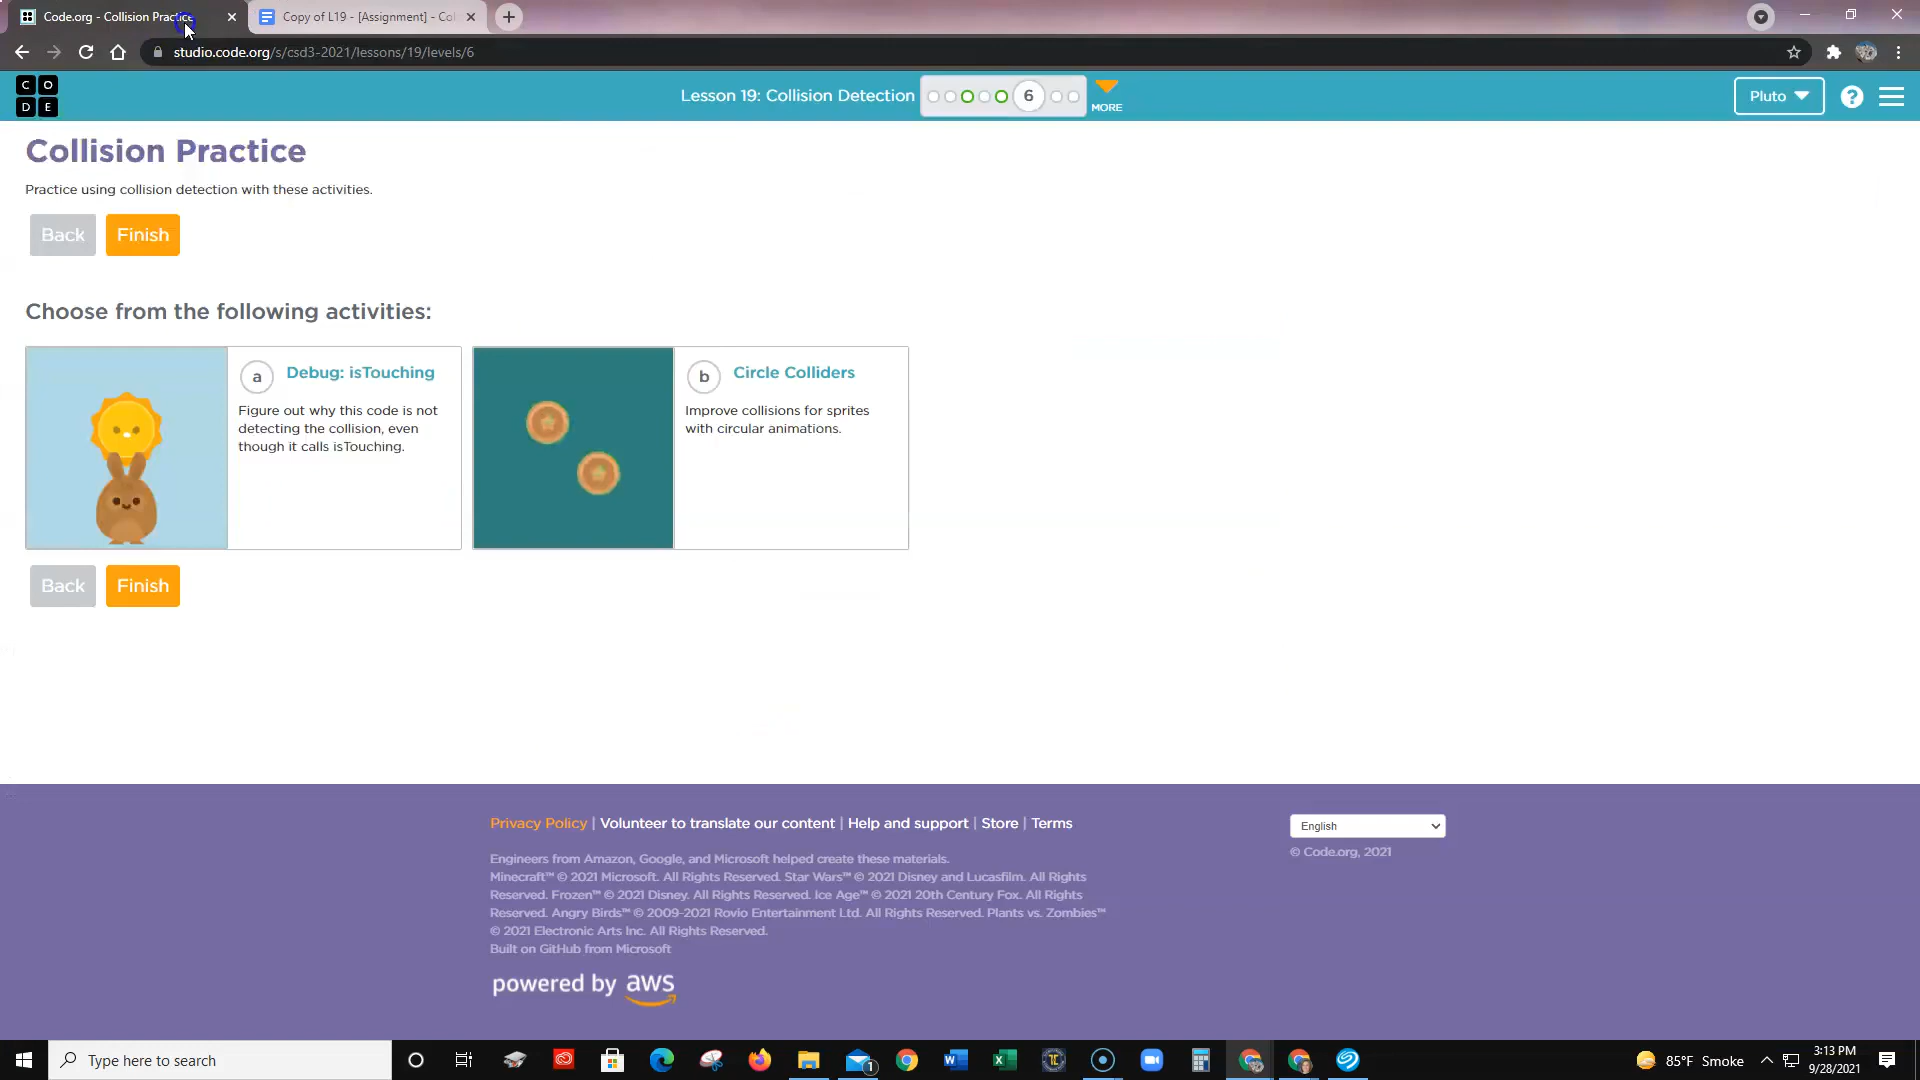 Code.org - Collision Practice
Copy of L19 - [Assignment] - Col
studio.code.org/s/csd3-2021/lessons/19/levels/6
C O
D E
Lesson 19: Collision Detection
6
MORE
Pluto
?
Collision Practice
Practice using collision detection with these activities.
Back
Finish
Choose from the following activities:
a
Debug: isTouching
Figure out why this code is not
detecting the collision, even
though it calls isTouching.
b
Circle Colliders
Improve collisions for sprites
with circular animations.
Back
Finish
Privacy Policy | Volunteer to translate our content | Help and support | Store | Terms
English
© Code.org, 2021
Engineers from Amazon, Google, and Microsoft helped create these materials.
Minecraft™ © 2021 Microsoft. All Rights Reserved. Star Wars™ © 2021 Disney and Lucasfilm. All Rights
Reserved. Frozen™ © 2021 Disney. All Rights Reserved. Ice Age™ © 2021 20th Century Fox. All Rights
Reserved. Angry Birds™ © 2009-2021 Rovio Entertainment Ltd. All Rights Reserved. Plants vs. Zombies™
© 2021 Electronic Arts Inc. All Rights Reserved.
Built on GitHub from Microsoft
powered by aws
Type here to search
1
85°F Smoke
3:13 PM
9/28/2021